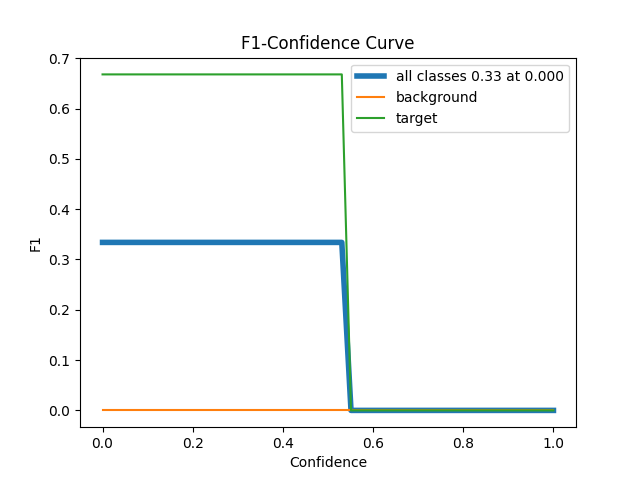 F1-Confidence Curve
all classes 0.33 at 0.000
background
target
0.7
0.6
0.5
0.4
0.3
0.2
0.1
0.0
F1
0.0 0.2 0.4 0.6 0.8 1.0
Confidence